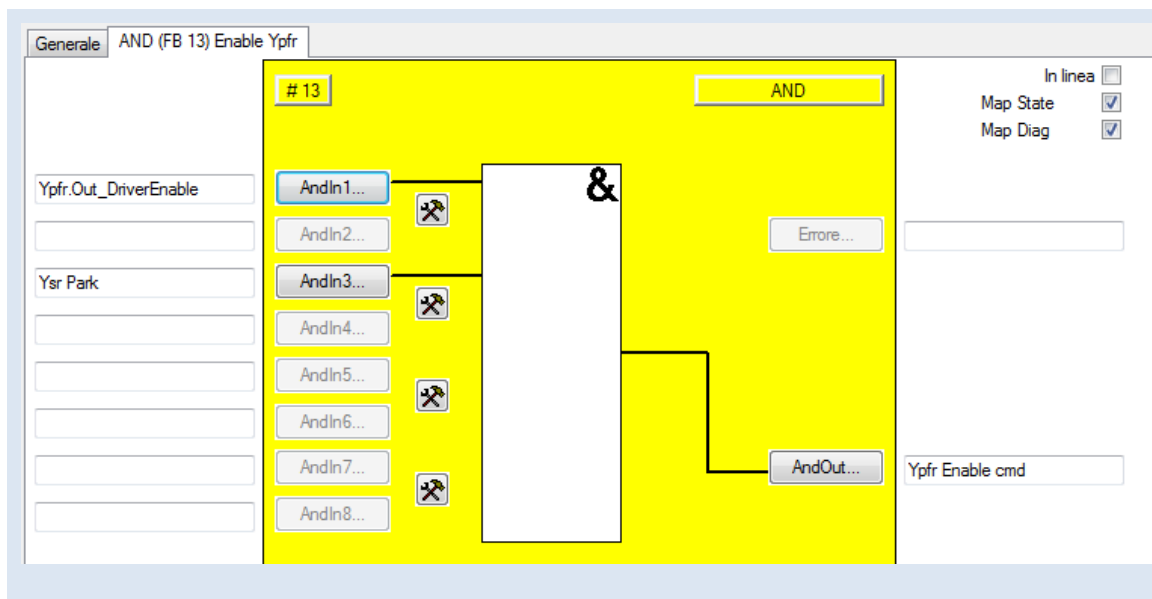 Generale
AND (FB 13) Enable Ypfr
# 13
AND
In linea
Map State
Map Diag
Ypfr.Out_DriverEnable
AndIn1...
&
AndIn2...
Errore...
Ysr Park
AndIn3...
AndIn4...
AndIn5...
AndIn6...
AndIn7...
AndOut...
Ypfr Enable cmd
AndIn8...